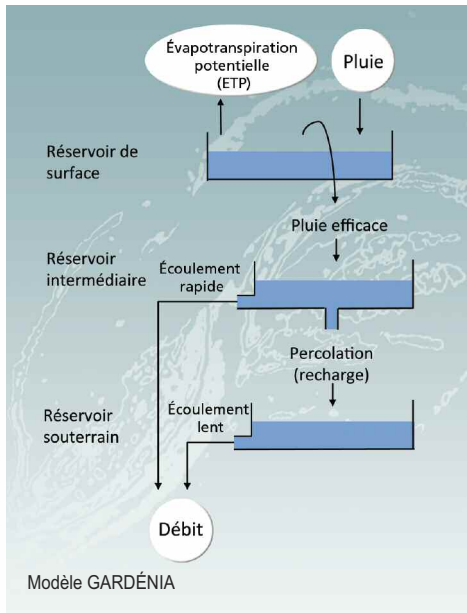 Évapotranspiration
potentielle
(ETP)
Pluie
Réservoir de
surface
Pluie efficace
Réservoir
intermédiaire
Écoulement
rapide
Percolation
(recharge)
Réservoir
souterrain
Écoulement
lent
Débit
Modèle GARDÉNIA